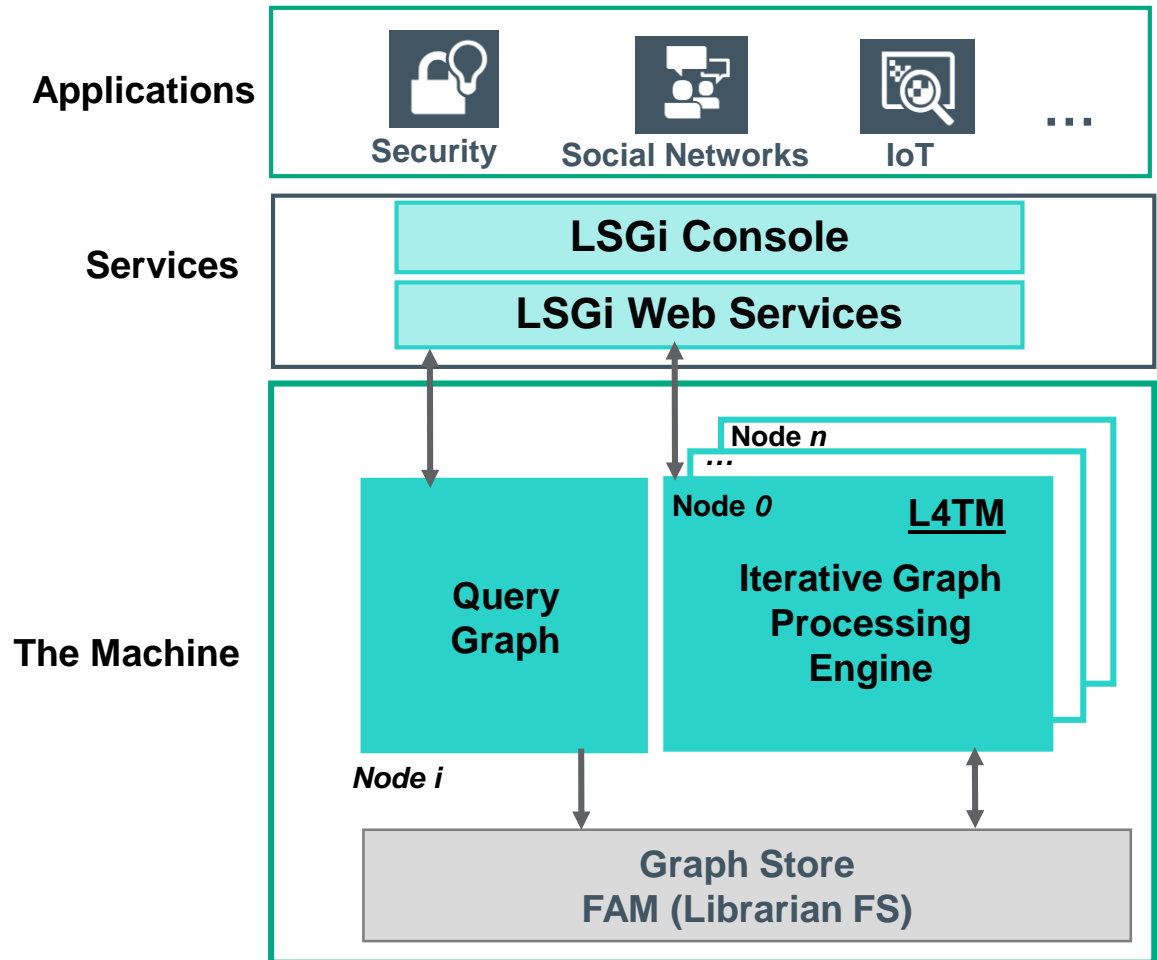 Applications
Security
Social Networks
IoT
...
Services
LSGi Console
LSGi Web Services
The Machine
Node n
...
Node 0
L4TM
Query
Graph
Iterative Graph
Processing
Engine
Node i
Graph Store
FAM (Librarian FS)